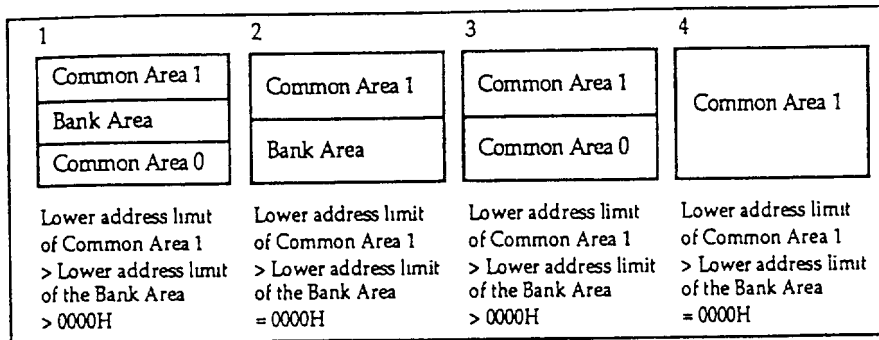 1
Common Area 1
Bank Area
Common Area 0
Lower address limit
of Common Area 1
> Lower address limit
of the Bank Area
> 0000H
2
Common Area 1
Bank Area
Lower address limit
of Common Area 1
> Lower address limit
of the Bank Area
= 0000H
3
Common Area 1
Common Area 0
Lower address limit
of Common Area 1
> Lower address limit
of the Bank Area
> 0000H
4
Common Area 1
Lower address limit
of Common Area 1
> Lower address limit
of the Bank Area
= 0000H